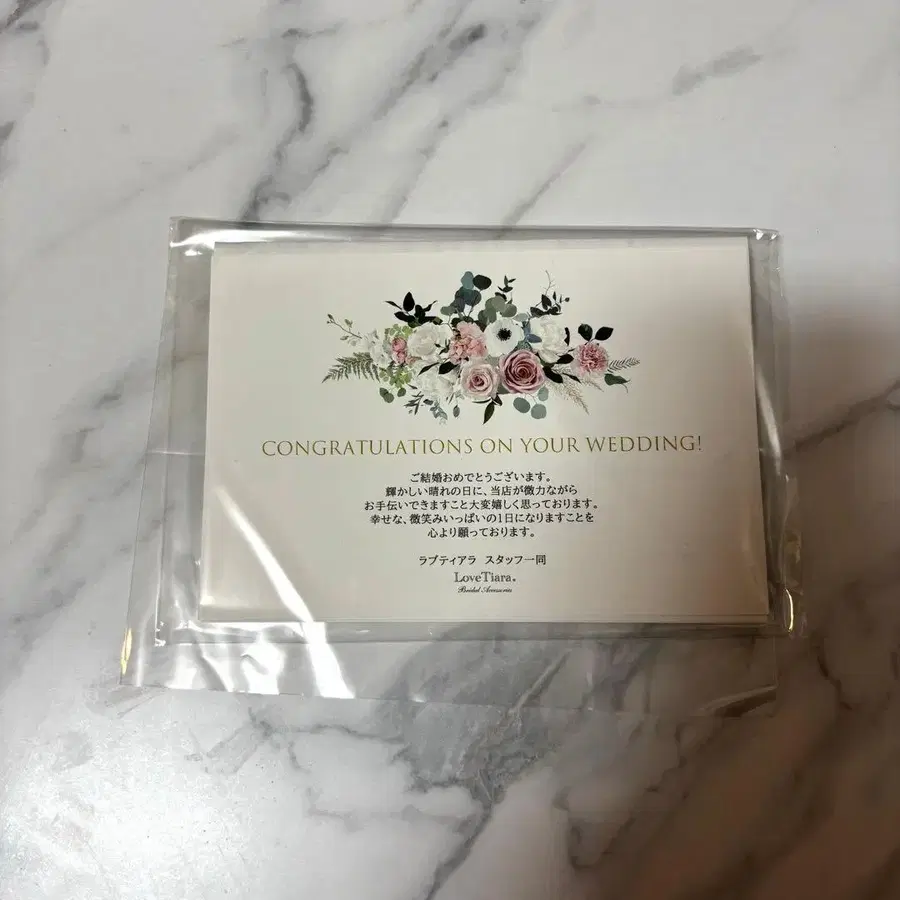 CONGRATULATIONS ON YOUR WEDDING!
ご結婚おめでとうございます。
輝かしい晴れの日に、当店が微力ながら
お手伝いできますこと大変嬉しく思っております。
幸せな、微笑みいっぱいの1日になりますことを
心より願っております。
ラブティアラ スタッフ一同
LoveTiara.
Bridal Accessories